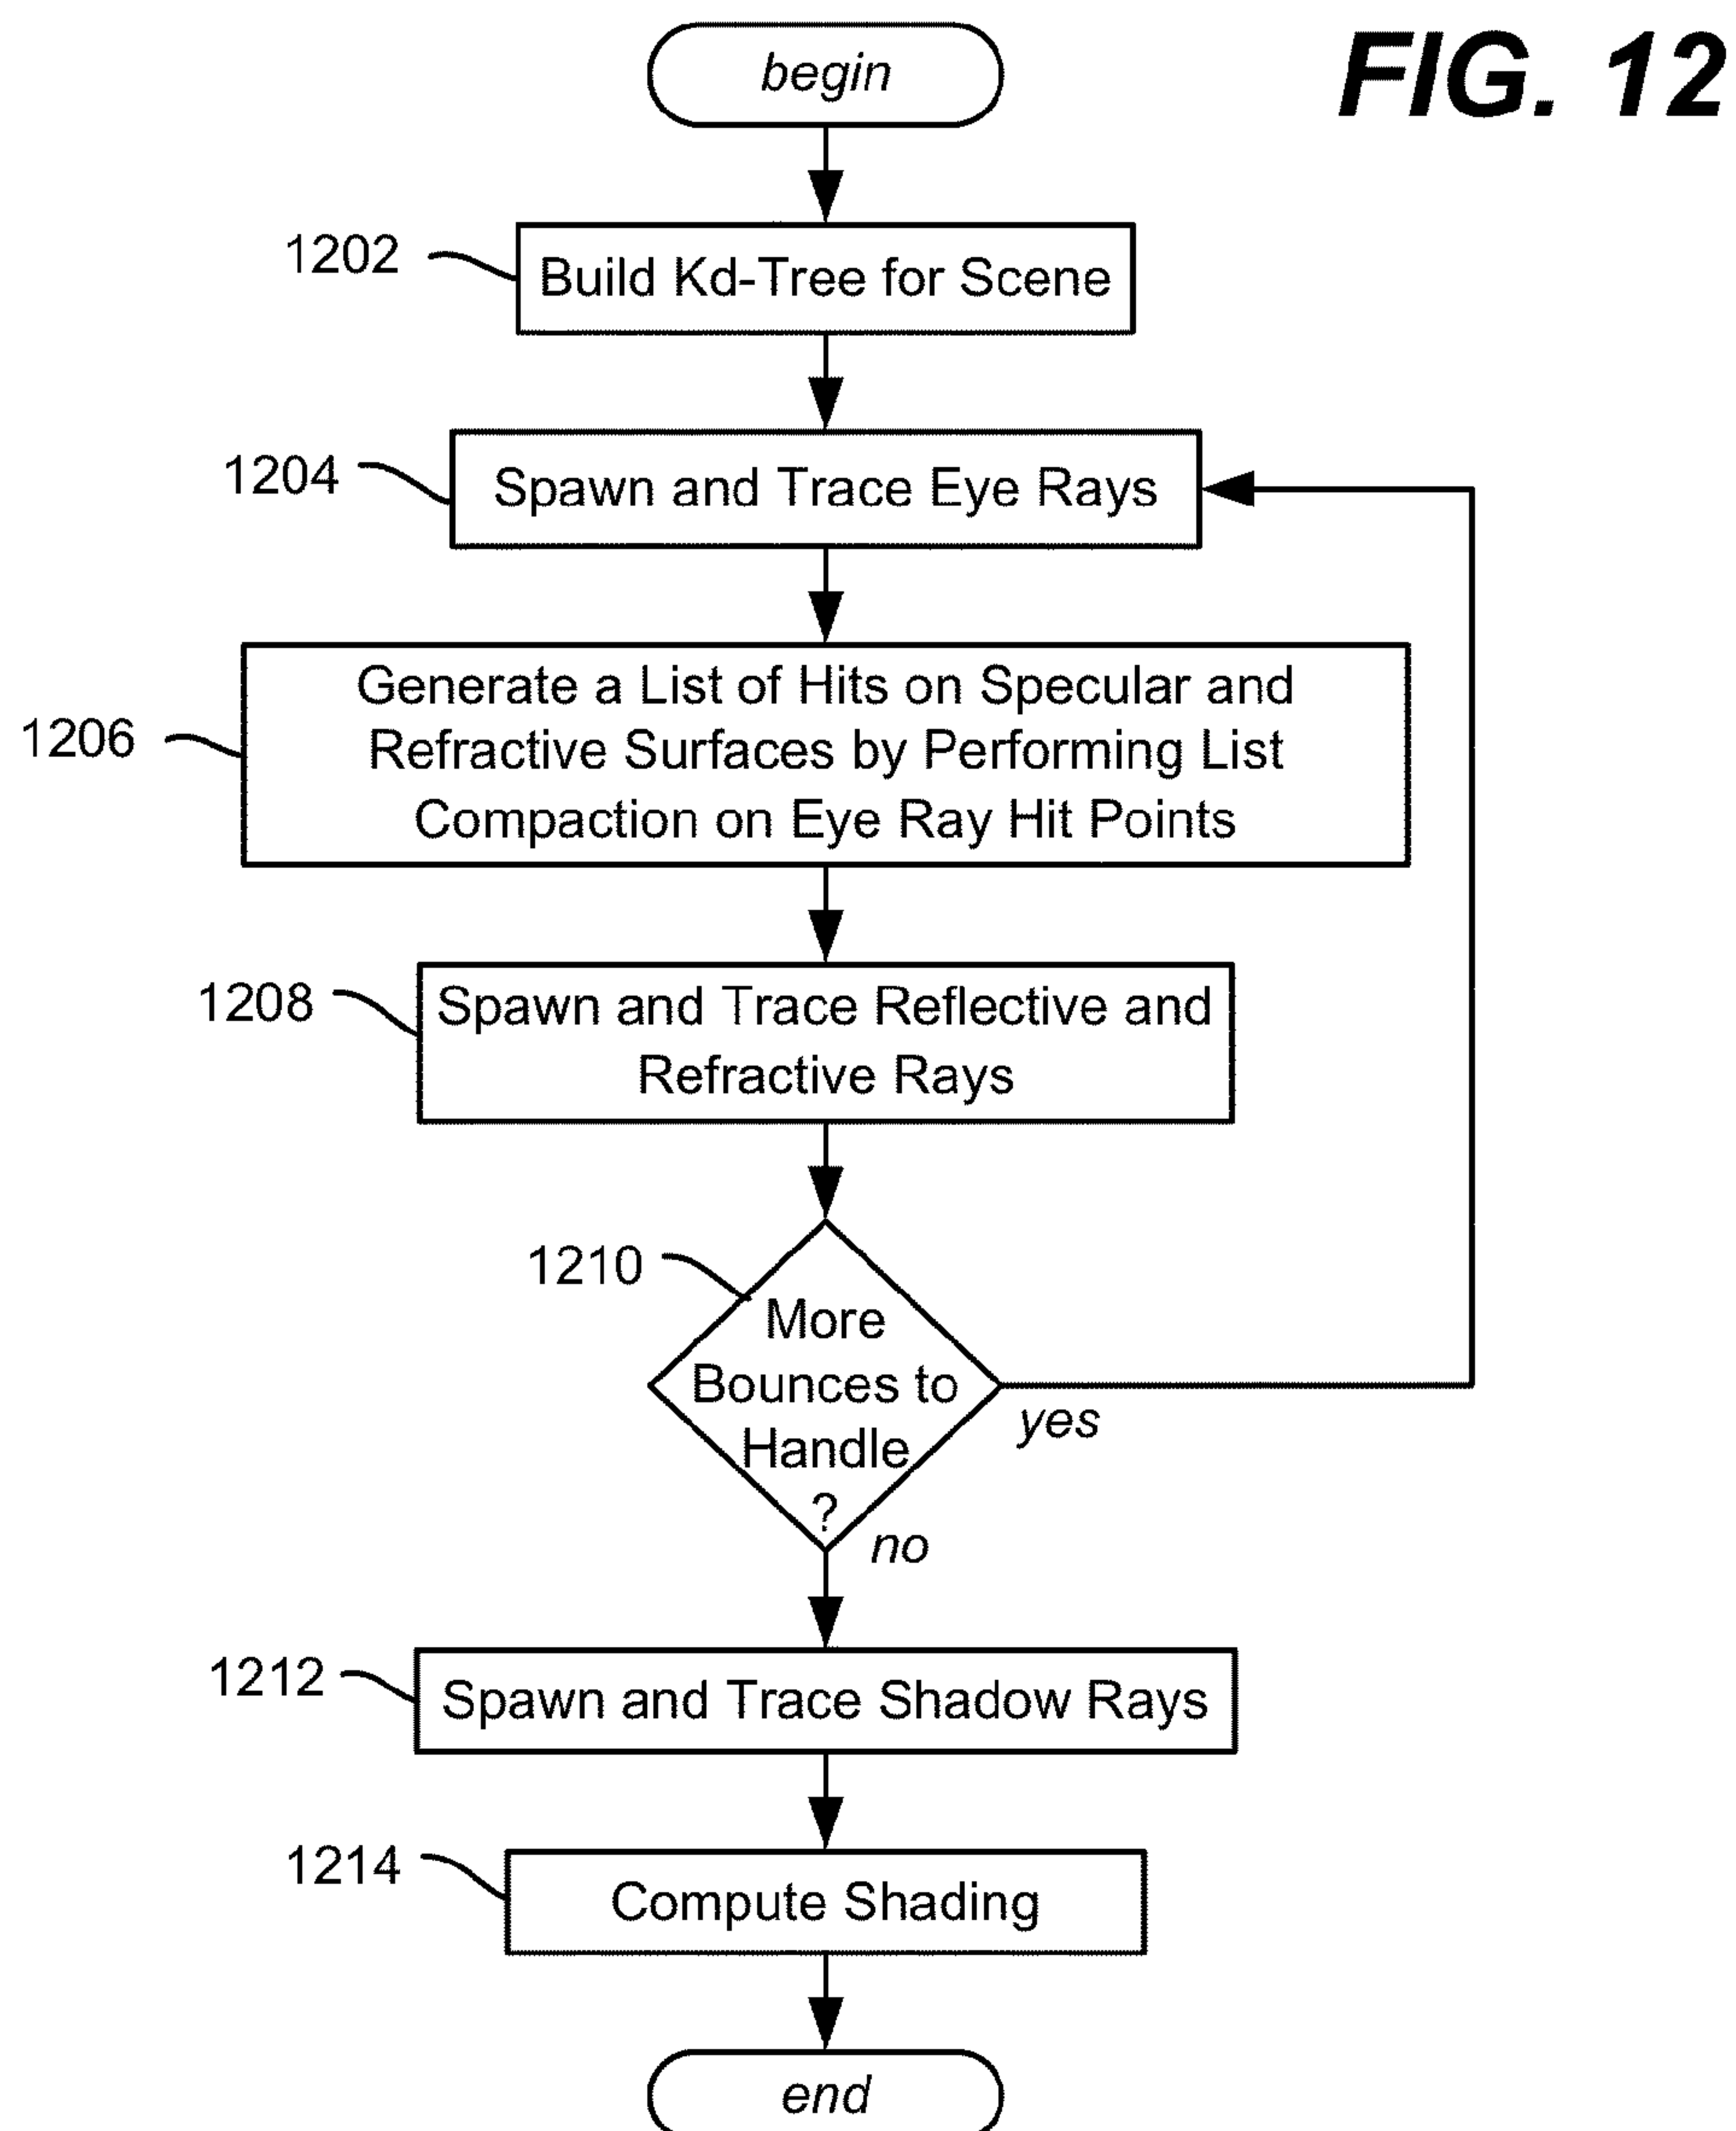 FIG. 12
begin
1202
Build Kd-Tree for Scene
1204
Spawn and Trace Eye Rays
1206
Generate a List of Hits on Specular and
Refractive Surfaces by Performing List
Compaction on Eye Ray Hit Points
1208
Spawn and Trace Reflective and
Refractive Rays
1210
More
Bounces to
Handle
?
yes
no
1212
Spawn and Trace Shadow Rays
1214
Compute Shading
end